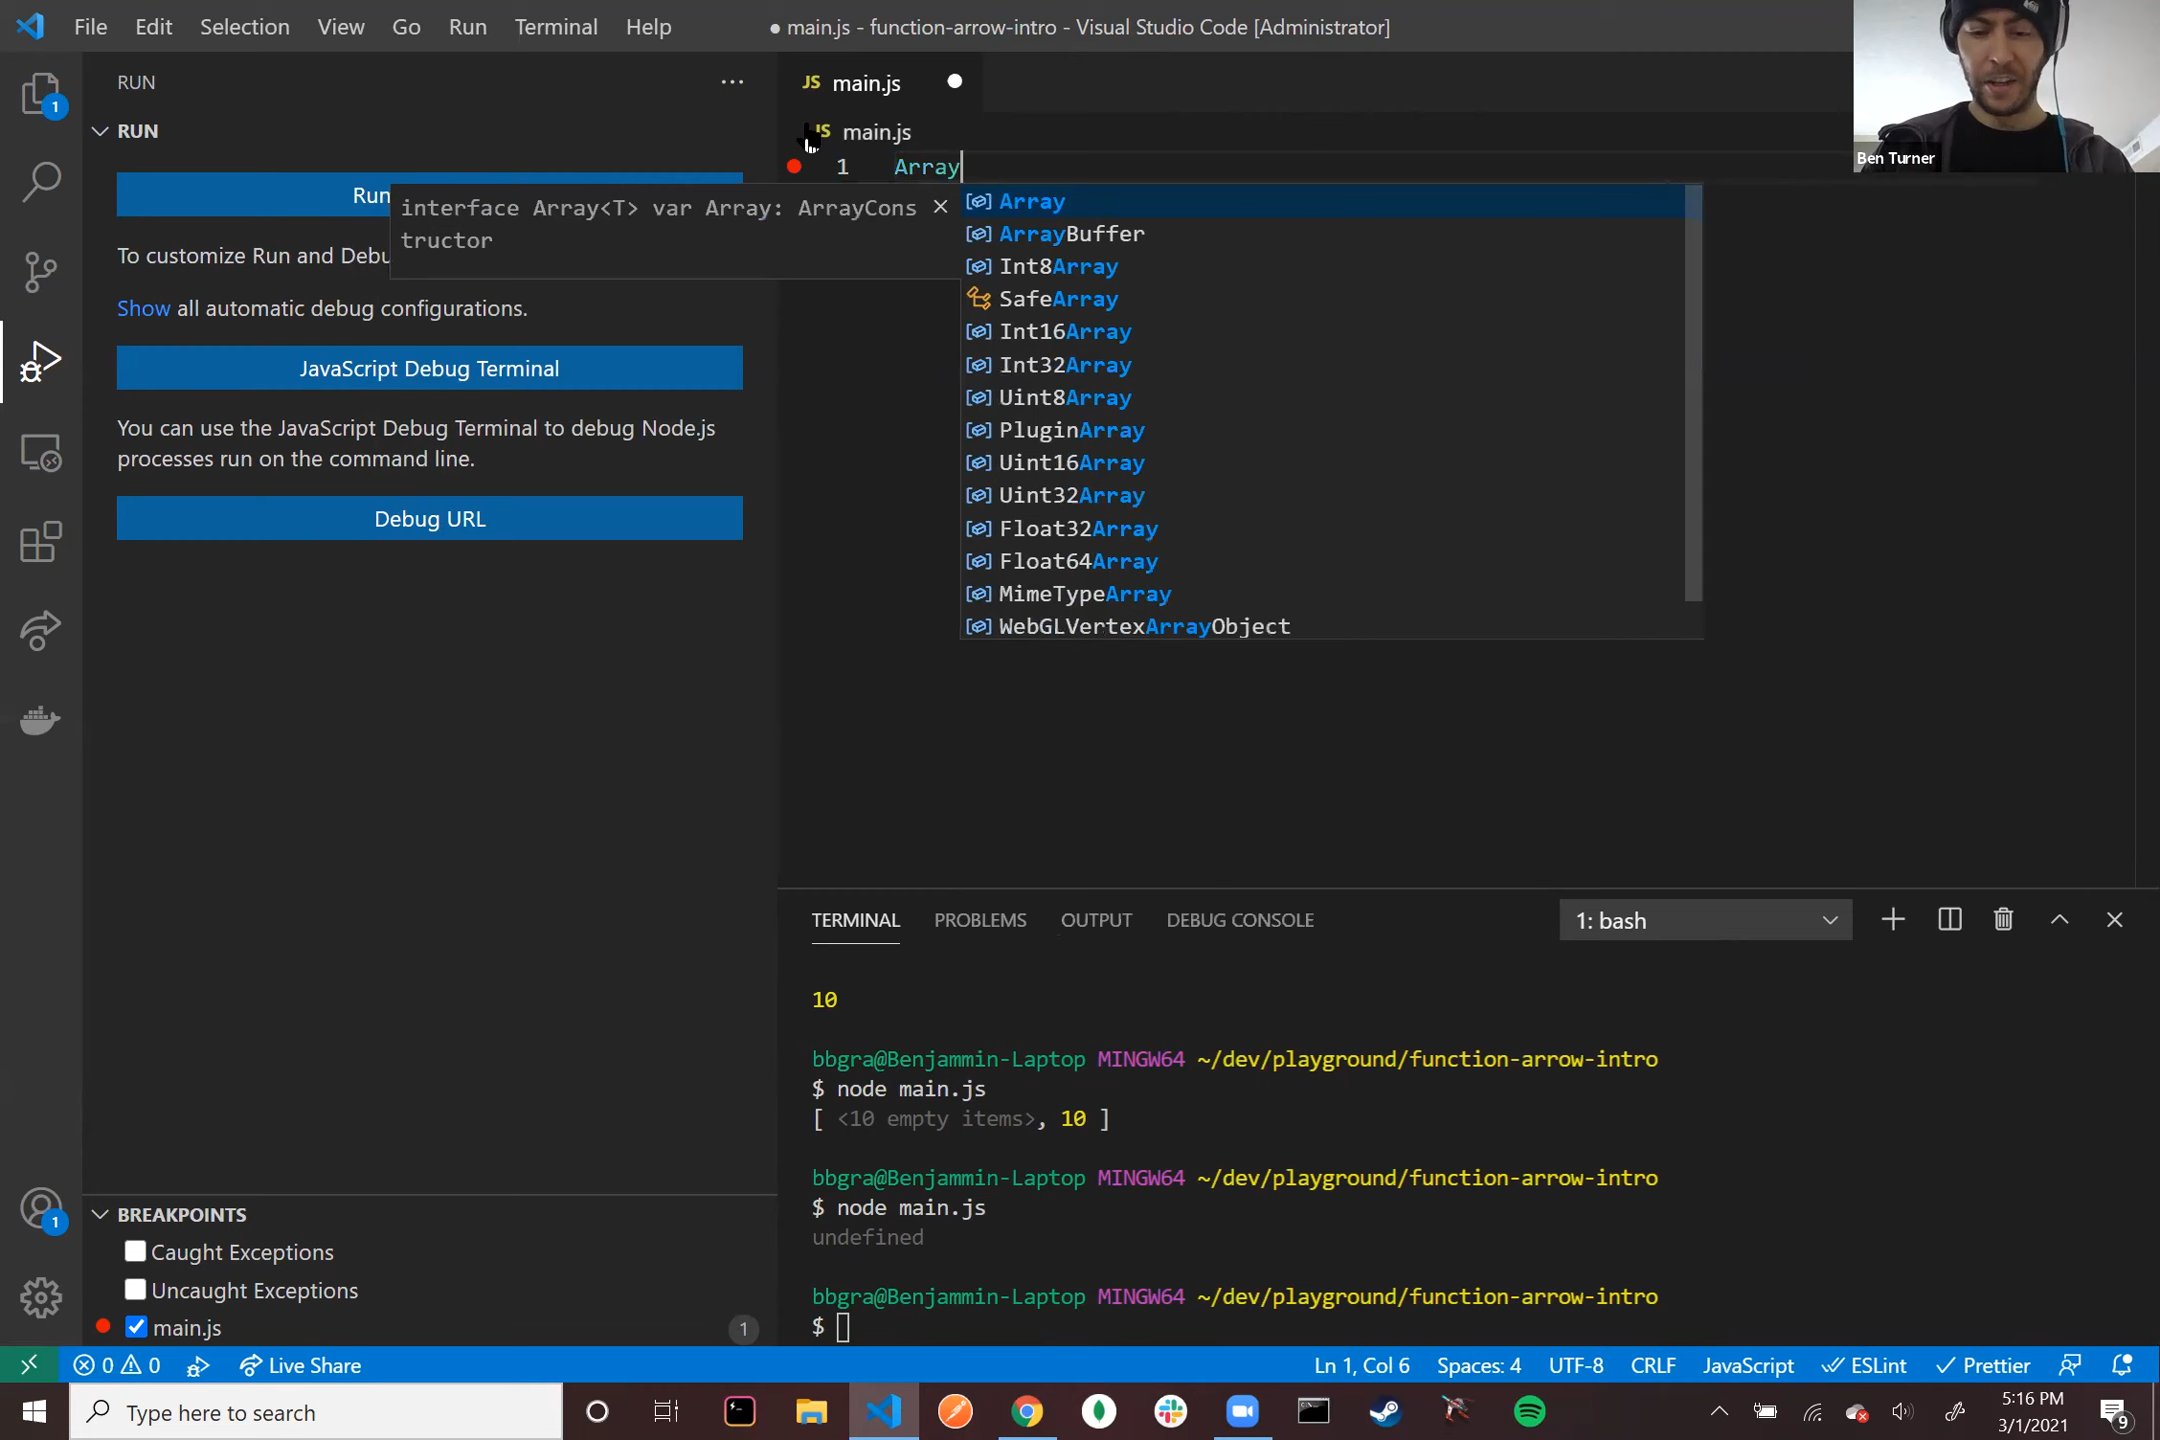 File Edit Selection View Go Run Terminal Help
● main.js - function-arrow-intro - Visual Studio Code [Administrator]
RUN ···
JS main.js
RUN
JS main.js
1 Array
Ben Turner
Run
interface Array<T> var Array: ArrayCons
tructor
Array
ArrayBuffer
Int8Array
SafeArray
Int16Array
Int32Array
Uint8Array
PluginArray
Uint16Array
Uint32Array
Float32Array
Float64Array
MimeTypeArray
WebGLVertexArrayObject
To customize Run and Debu
Show all automatic debug configurations.
JavaScript Debug Terminal
You can use the JavaScript Debug Terminal to debug Node.js
processes run on the command line.
Debug URL
TERMINAL PROBLEMS OUTPUT DEBUG CONSOLE 1: bash
10
bbgra@Benjammin-Laptop MINGW64 ~/dev/playground/function-arrow-intro
$ node main.js
[ <10 empty items>, 10 ]
bbgra@Benjammin-Laptop MINGW64 ~/dev/playground/function-arrow-intro
$ node main.js
undefined
bbgra@Benjammin-Laptop MINGW64 ~/dev/playground/function-arrow-intro
$
BREAKPOINTS
Caught Exceptions
Uncaught Exceptions
main.js 1
1
1
0 0 Live Share Ln 1, Col 6 Spaces: 4 UTF-8 CRLF JavaScript ESLint Prettier
Type here to search
5:16 PM
3/1/2021
9